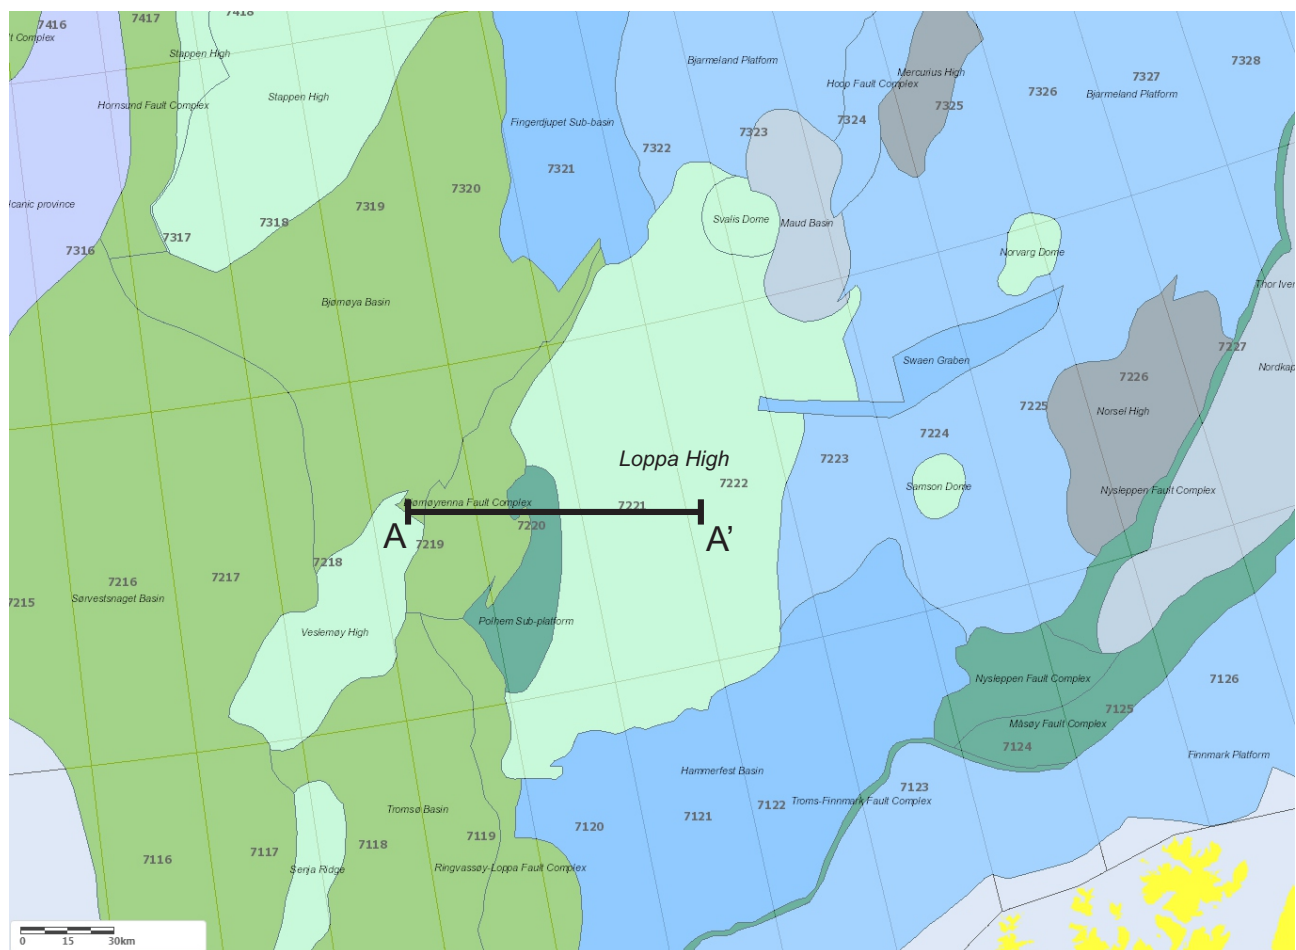 7416
7417
7418
t Complex
Stappen High
Bjarmeland Platform
7328
7327
Mercurius High
Hoop Fault Complex
7326
Bjarmeland Platform
Stappen High
Hornsund Fault Complex
7325
Fingerdjupet Sub-basin
7324
7323
7322
7321
7320
7319
lcanic province
Svalis Dome
Maud Basin
7318
7317
7316
Norvarg Dome
Thor Iver
Bjørnøya Basin
7227
Swaen Graben
Nordkap
7226
Norsel High
7225
7224
Loppa High
7223
7222
Samson Dome
Nysleppen Fault Complex
Bjørnøyrenna Fault Complex
7221
7220
A
A'
7219
7218
7217
7216
Sørvestsnaget Basin
7215
Polhem Sub-platform
Veslemøy High
Nysleppen Fault Complex
7126
7125
Måsøy Fault Complex
7124
Finnmark Platform
Hammerfest Basin
7123
Troms-Finnmark Fault Complex
7122
7121
7120
Tromsø Basin
7119
7118
7117
7116
Senja Ridge
Ringvassøy-Loppa Fault Complex
0 15 30km